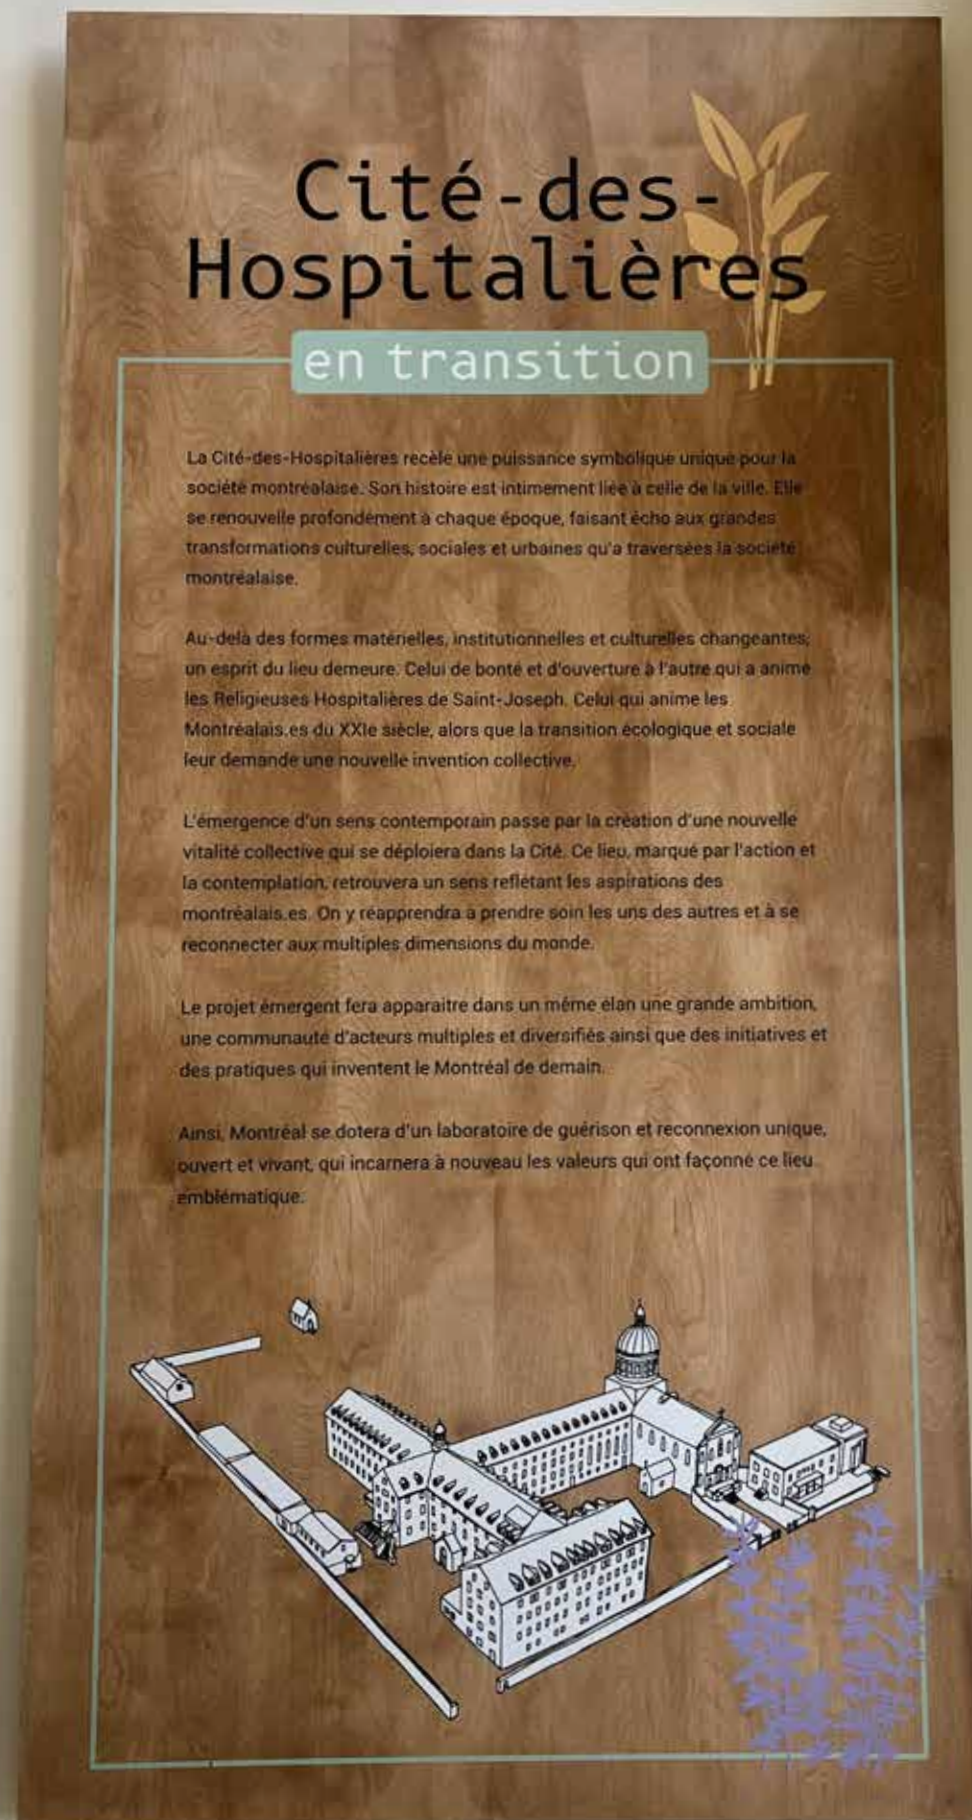 Cité-des-
Hospitalières
en transition
La Cité-des-Hospitalières recèle une puissance symbolique unique pour la
société montréalaise. Son histoire est intimement liée à celle de la ville. Elle
se renouvelle profondément à chaque époque, faisant écho aux grandes
transformations culturelles, sociales et urbaines qu'a traversées la société
montréalaise.
Au-delà des formes matérielles, institutionnelles et culturelles changeantes,
un esprit du lieu demeure. Celui de bonté et d'ouverture à l'autre qui a animé
les Religieuses Hospitalières de Saint-Joseph. Celui qui anime les
Montréalais.es du XXIe siècle, alors que la transition écologique et sociale
leur demande une nouvelle invention collective.
L'émergence d'un sens contemporain passe par la création d'une nouvelle
vitalité collective qui se déploiera dans la Cité. Ce lieu, marqué par l'action et
la contemplation, retrouvera un sens reflétant les aspirations des
montréalais.es. On y réapprendra à prendre soin les uns des autres et à se
reconnecter aux multiples dimensions du monde.
Le projet émergent fera apparaitre dans un même élan une grande ambition,
une communauté d'acteurs multiples et diversifiés ainsi que des initiatives et
des pratiques qui inventent le Montréal de demain.
Ainsi, Montréal se dotera d'un laboratoire de guérison et reconnexion unique,
ouvert et vivant, qui incarnera à nouveau les valeurs qui ont façonné ce lieu
emblématique.